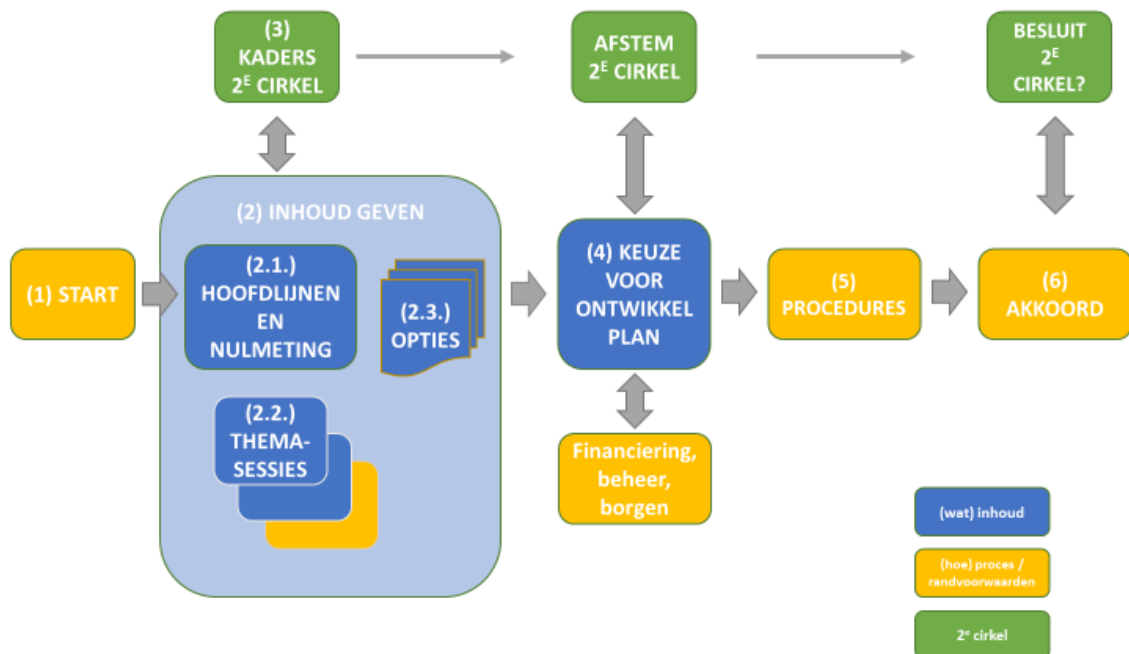 (3)
KADERS
2E CIRKEL
AFSTEM
2E CIRKEL
BESLUIT
2E
CIRKEL?
(2) INHOUD GEVEN
(1) START
(2.1.)
HOOFDLIJNEN
EN
NULMETING
(2.3.)
OPTIES
(2.2.)
THEMA-
SESSIES
(4) KEUZE
VOOR
ONTWIKKEL
PLAN
(5)
PROCEDURES
(6)
AKKOORD
Financiering,
beheer,
borgen
(wat) inhoud
(hoe) proces /
randvoorwaarden
2e cirkel